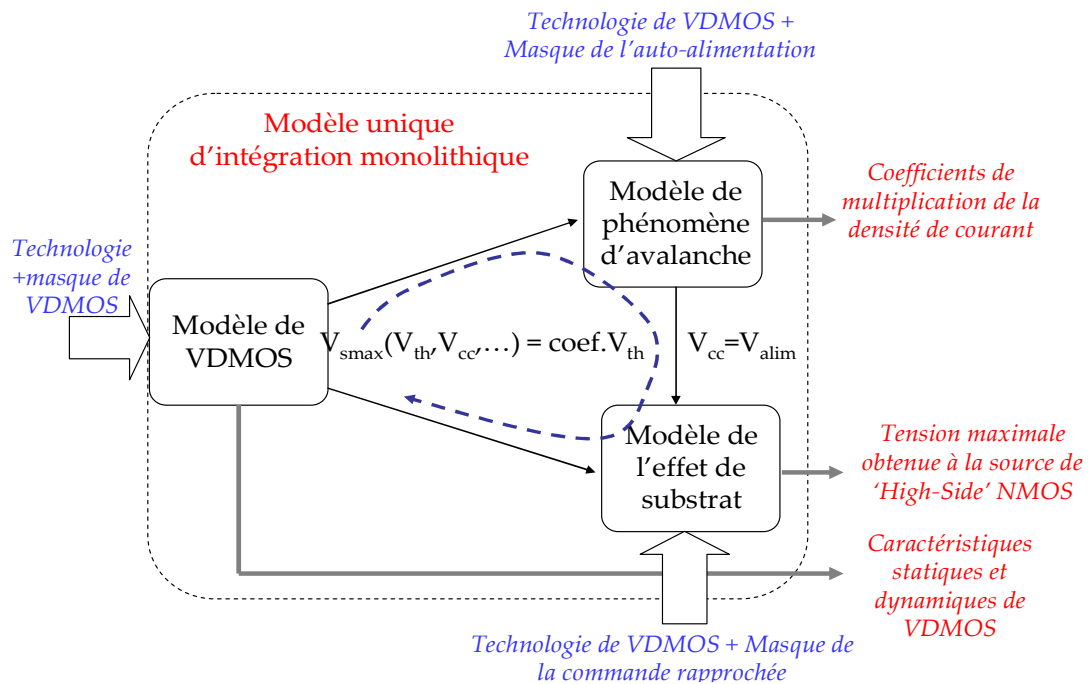 Technologie de VDMOS +
Masque de l'auto-alimentation
Modèle unique
d'intégration monolithique
Modèle de
phénomène
d'avalanche
Coefficients de
multiplication de la
densité de courant
Technologie
+masque de
VDMOS
Modèle de
VDMOS
Vsmax(Vth,Vcc,…) = coef.Vth
Vcc=Valim
Modèle de
l'effet de
substrat
Tension maximale
obtenue à la source de
'High-Side' NMOS
Caractéristiques
statiques et
dynamiques de
VDMOS
Technologie de VDMOS + Masque de
la commande rapprochée